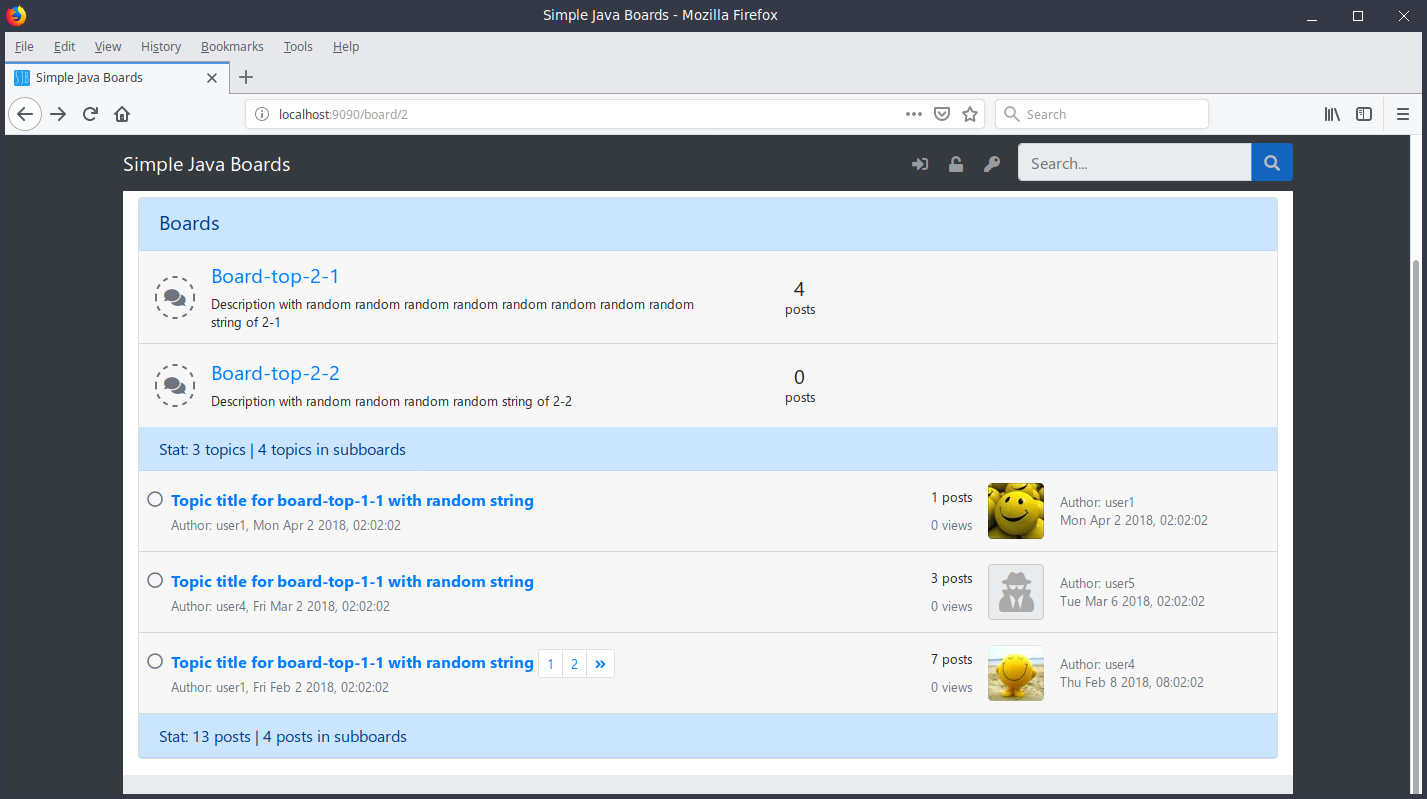 Simple Java Boards - Mozilla Firefox
File Edit View History Bookmarks Tools Help
Simple Java Boards
localhost:9090/board/2
Search
Simple Java Boards
Search...
Boards
Board-top-2-1
Description with random random random random random random random random
string of 2-1
4
posts
Board-top-2-2
Description with random random random random string of 2-2
0
posts
Stat: 3 topics | 4 topics in subboards
Topic title for board-top-1-1 with random string
Author: user1, Mon Apr 2 2018, 02:02:02
1 posts
0 views
Author: user1
Mon Apr 2 2018, 02:02:02
Topic title for board-top-1-1 with random string
Author: user4, Fri Mar 2 2018, 02:02:02
3 posts
0 views
Author: user5
Tue Mar 6 2018, 02:02:02
Topic title for board-top-1-1 with random string 1 2 »
Author: user1, Fri Feb 2 2018, 02:02:02
7 posts
0 views
Author: user4
Thu Feb 8 2018, 08:02:02
Stat: 13 posts | 4 posts in subboards